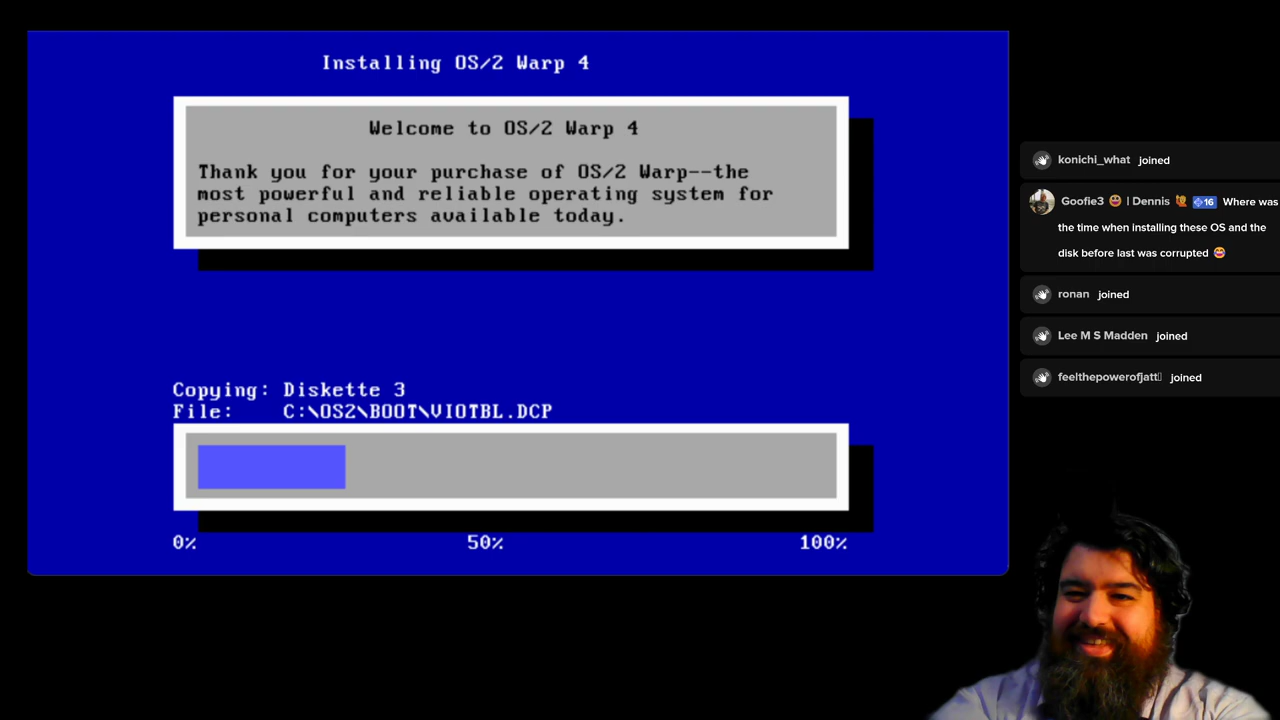 Installing OS/2 Warp 4
Welcome to OS/2 Warp 4
Thank you for your purchase of OS/2 Warp--the
most powerful and reliable operating system for
personal computers available today.
Copying: Diskette 3
File: C:\OS2\BOOT\VIOTBL.DCP
0% 50% 100%
konichi_what joined
Goofie3 😃 | Dennis 16 Where was
the time when installing these OS and the
disk before last was corrupted 😂
ronan joined
Lee M S Madden joined
feelthepowerofjatt joined